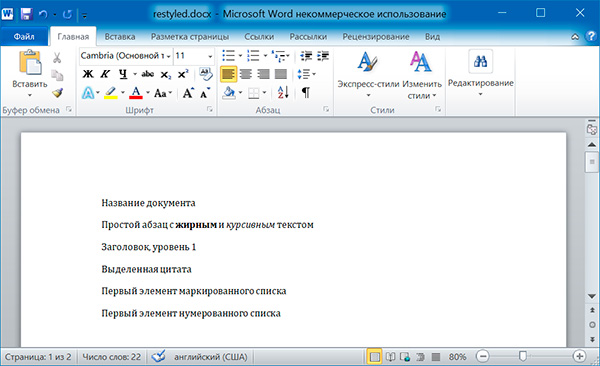 restyled.docx - Microsoft Word некоммерческое использование
Файл Главная Вставка Разметка страницы Ссылки Рассылки Рецензирование Вид
Вставить
Буфер обмена
Cambria (Основной т 11
Ж К Ч abc x₂ x²
Aa
Шрифт
Абзац
Экспресс-стили
Изменить стили
Стили
Редактирование
Название документа
Простой абзац с жирным и курсивным текстом
Заголовок, уровень 1
Выделенная цитата
Первый элемент маркированного списка
Первый элемент нумерованного списка
Страница: 1 из 2 Число слов: 22 английский (США) 80%